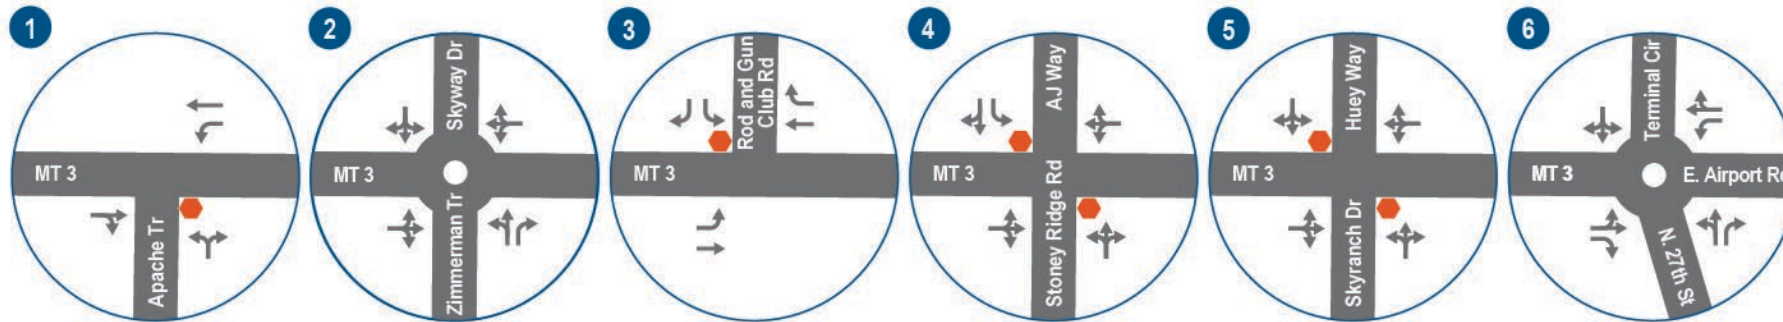 1
MT 3
Apache Tr
2
Skyway Dr
MT 3
Zimmerman Tr
3
Rod and Gun
Club Rd
MT 3
4
AJ Way
MT 3
Stoney Ridge Rd
5
Huey Way
MT 3
Skyranch Dr
6
Terminal Cir
MT 3
E. Airport Rd
N. 27th St